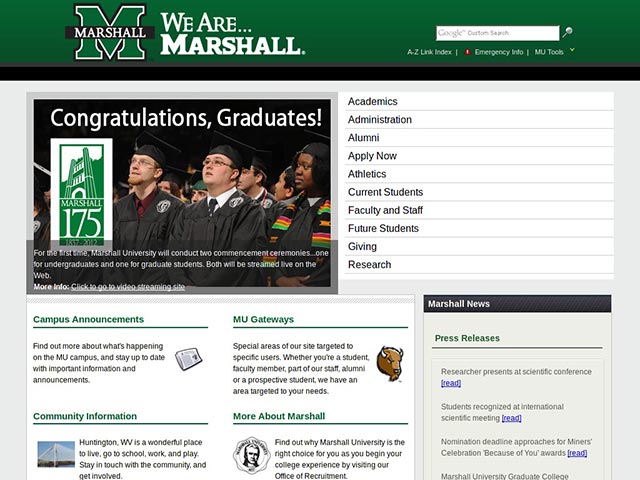 MARSHALL
WE ARE...
MARSHALL.
Google™ Custom Search
A-Z Link Index | Emergency Info | MU Tools
Congratulations, Graduates!
MARSHALL
175
1837-2012
For the first time, Marshall University will conduct two commencement ceremonies...one
for undergraduates and one for graduate students. Both will be streamed live on the
Web.
More Info: Click to go to video streaming site
Academics
Administration
Alumni
Apply Now
Athletics
Current Students
Faculty and Staff
Future Students
Giving
Research
Campus Announcements
Find out more about what's happening
on the MU campus, and stay up to date
with important information and
announcements.
MU Gateways
Special areas of our site targeted to
specific users. Whether you're a student,
faculty member, part of our staff, alumni
or a prospective student, we have an
area targeted to your needs.
Community Information
Huntington, WV is a wonderful place
to live, go to school, work, and play.
Stay in touch with the community, and
get involved.
More About Marshall
Find out why Marshall University is the
right choice for you as you begin your
college experience by visiting our
Office of Recruitment.
Marshall News
Press Releases
Researcher presents at scientific conference
[read]
Students recognized at international
scientific meeting [read]
Nomination deadline approaches for Miners'
Celebration 'Because of You' awards [read]
Marshall University Graduate College